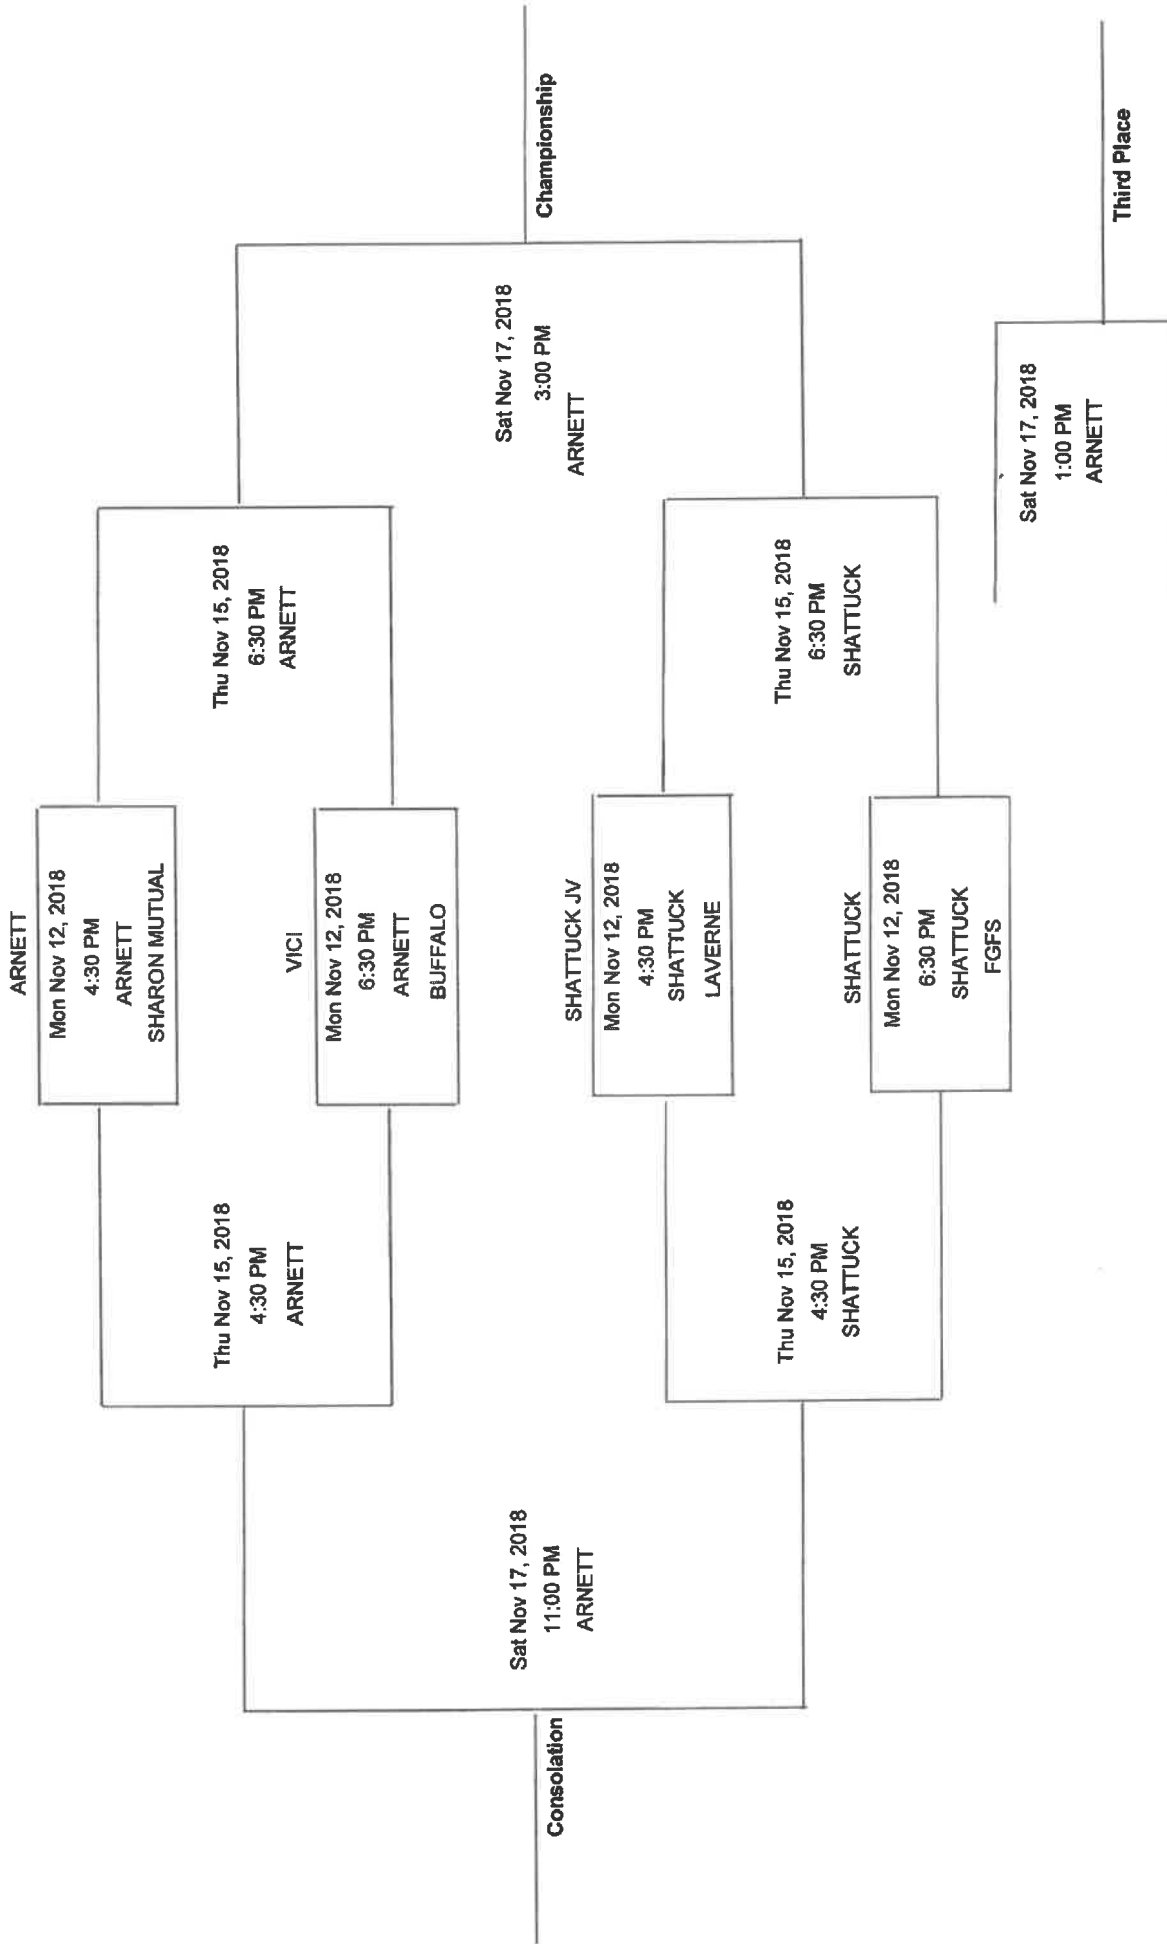 ARNETT
Mon Nov 12, 2018
4:30 PM
ARNETT
SHARON MUTUAL
VICI
Mon Nov 12, 2018
6:30 PM
ARNETT
BUFFALO
SHATTUCK JV
Mon Nov 12, 2018
4:30 PM
SHATTUCK
LAVERNE
SHATTUCK
Mon Nov 12, 2018
6:30 PM
SHATTUCK
FGFS
Thu Nov 15, 2018
4:30 PM
ARNETT
Thu Nov 15, 2018
4:30 PM
SHATTUCK
Thu Nov 15, 2018
6:30 PM
ARNETT
Thu Nov 15, 2018
6:30 PM
SHATTUCK
Sat Nov 17, 2018
11:00 PM
ARNETT
Consolation
Sat Nov 17, 2018
3:00 PM
ARNETT
Championship
Sat Nov 17, 2018
1:00 PM
ARNETT
Third Place